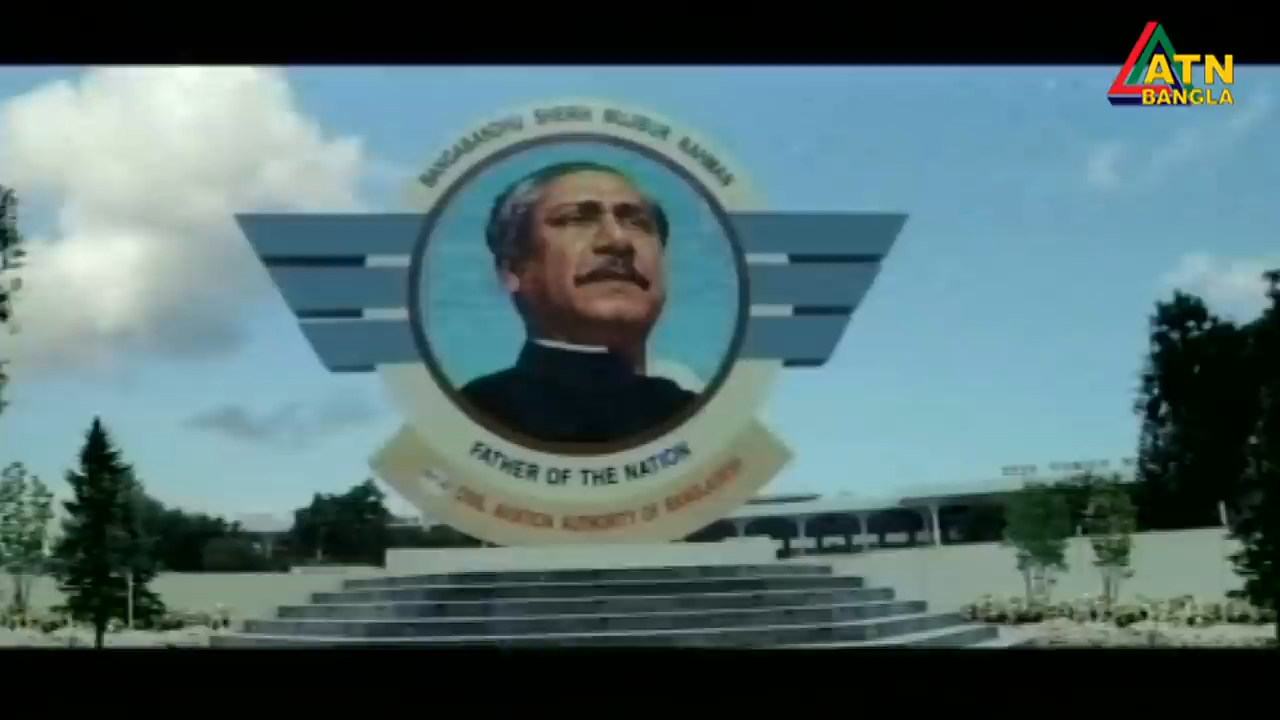 ATN
BANGLA
BANGABANDHU SHEIKH MUJIBUR RAHMAN
FATHER OF THE NATION
CIVIL AVIATION AUTHORITY OF BANGLADESH